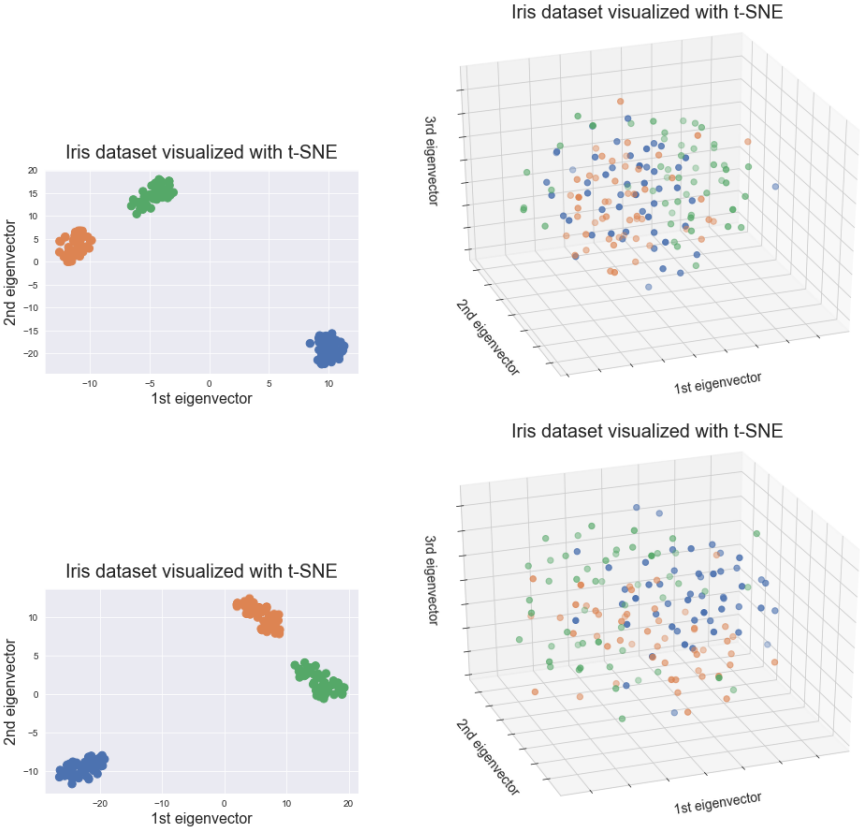 Iris dataset visualized with t-SNE
3rd eigenvector
2nd eigenvector
1st eigenvector
Iris dataset visualized with t-SNE
2nd eigenvector
20
15
10
5
0
−5
−10
−15
−20
−10
−5
0
5
10
1st eigenvector
Iris dataset visualized with t-SNE
3rd eigenvector
2nd eigenvector
1st eigenvector
Iris dataset visualized with t-SNE
2nd eigenvector
10
5
0
−5
−10
−20
−10
0
10
20
1st eigenvector